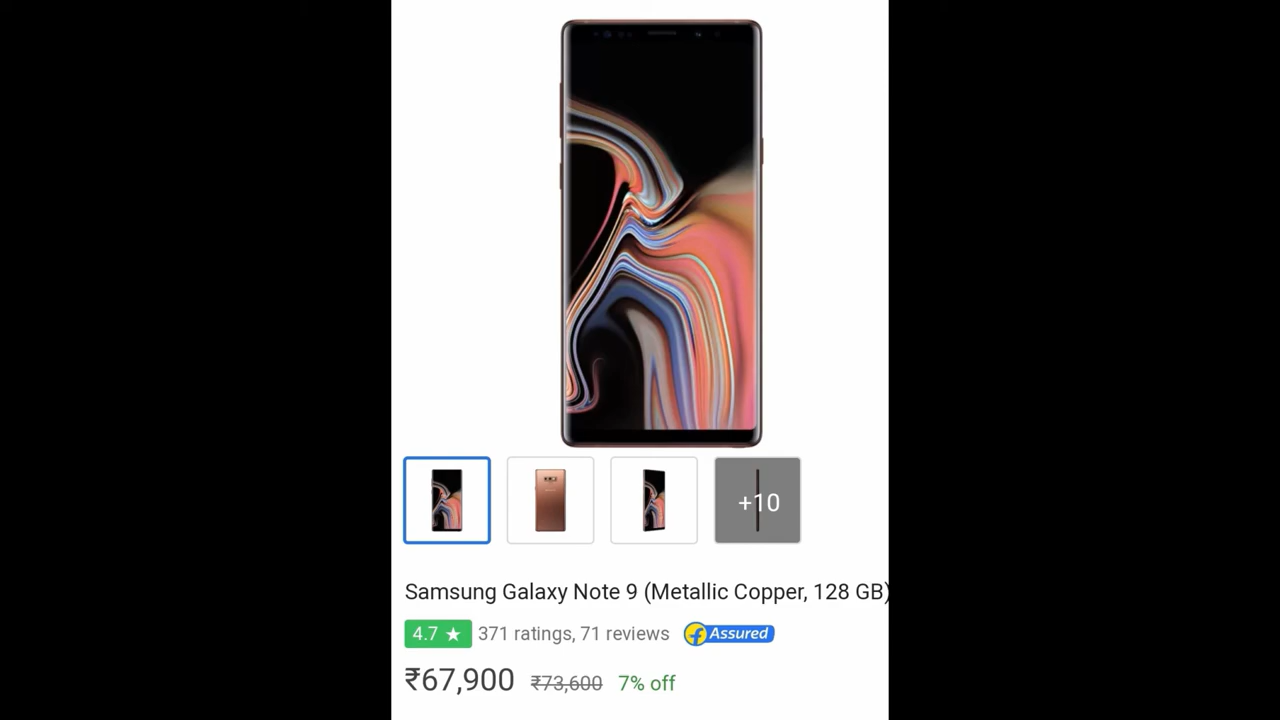 +10
Samsung Galaxy Note 9 (Metallic Copper, 128 GB)
4.7 ★ 371 ratings, 71 reviews f Assured
₹67,900 ₹73,600 7% off